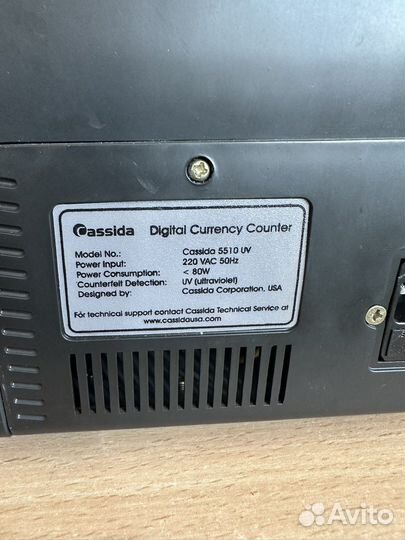 Cassida Digital Currency Counter
Model No.: Cassida 5510 UV
Power Input: 220 VAC 50Hz
Power Consumption: < 80W
Counterfeit Detection: UV (ultraviolet)
Designed by: Cassida Corporation, USA
For technical support contact Cassida Technical Service at
www.cassidausa.com
Avito